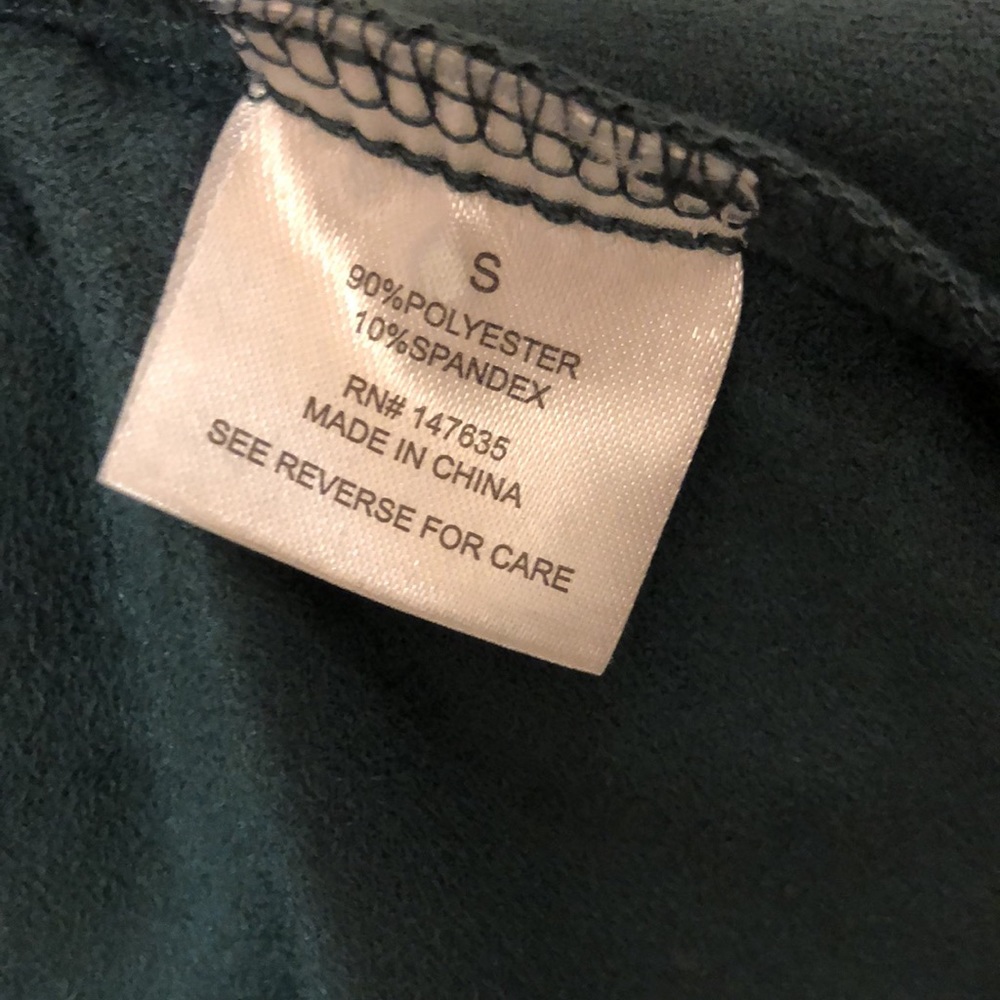 S
90%POLYESTER
10%SPANDEX
RN# 147635
MADE IN CHINA
SEE REVERSE FOR CARE